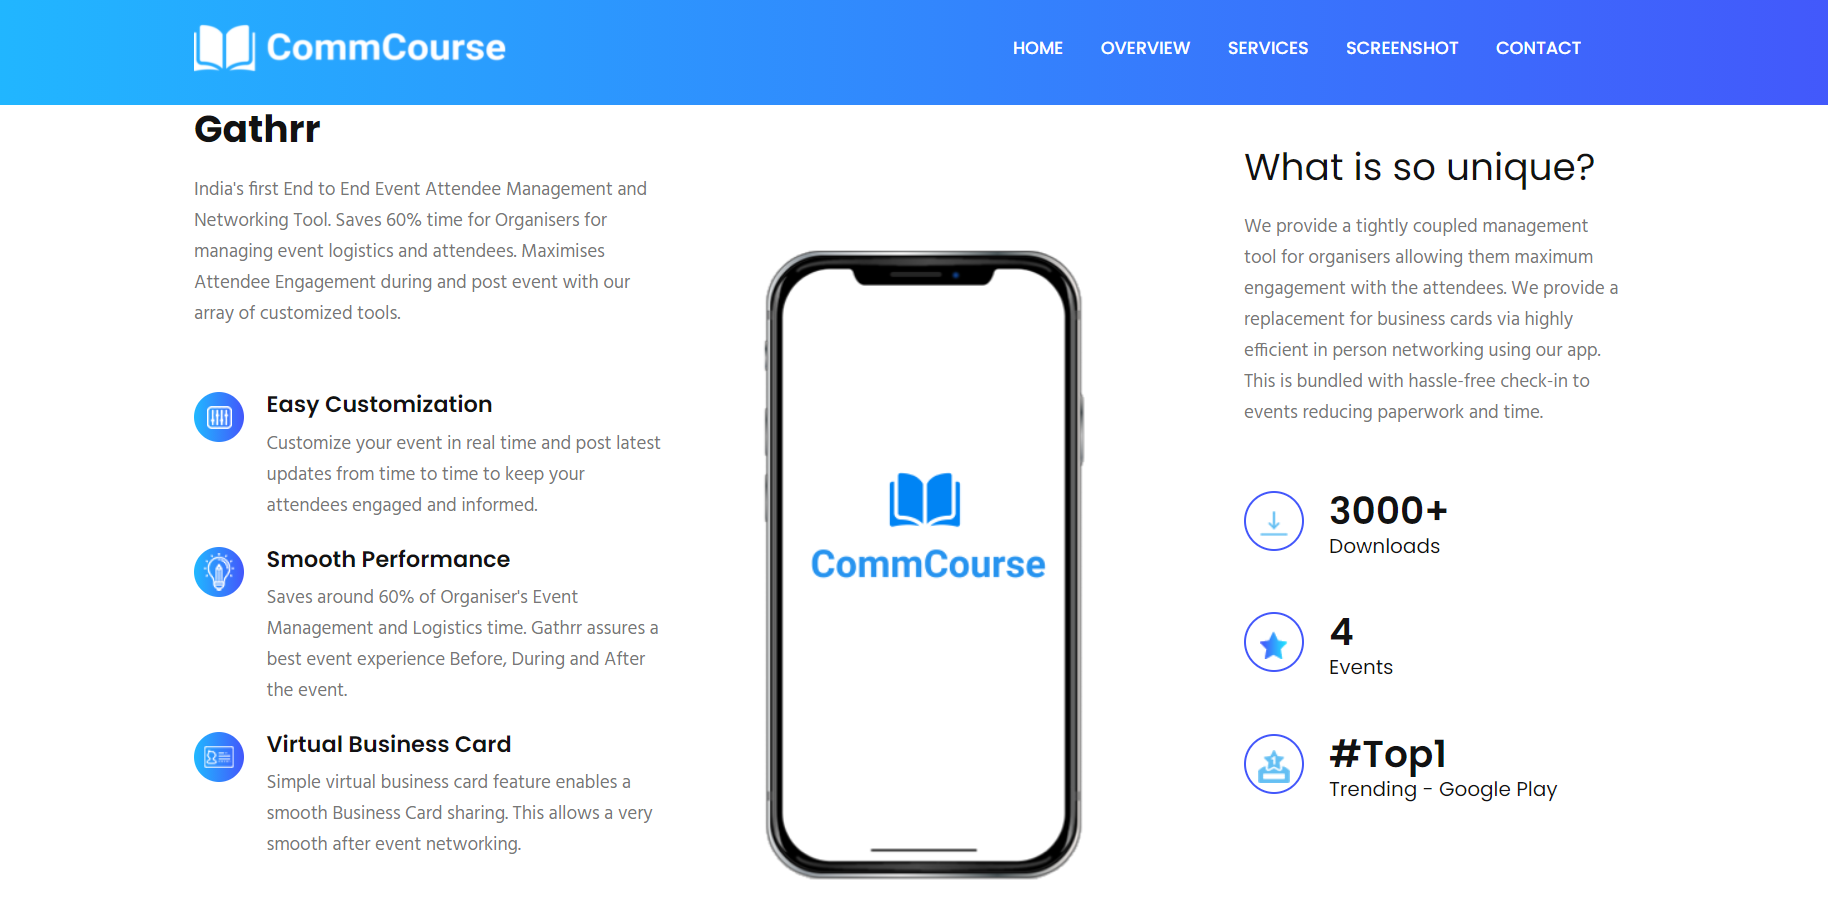 CommCourse
HOME OVERVIEW SERVICES SCREENSHOT CONTACT
Gathrr
India's first End to End Event Attendee Management and
Networking Tool. Saves 60% time for Organisers for
managing event logistics and attendees. Maximises
Attendee Engagement during and post event with our
array of customized tools.
Easy Customization
Customize your event in real time and post latest
updates from time to time to keep your
attendees engaged and informed.
Smooth Performance
Saves around 60% of Organiser's Event
Management and Logistics time. Gathrr assures a
best event experience Before, During and After
the event.
Virtual Business Card
Simple virtual business card feature enables a
smooth Business Card sharing. This allows a very
smooth after event networking.
CommCourse
What is so unique?
We provide a tightly coupled management
tool for organisers allowing them maximum
engagement with the attendees. We provide a
replacement for business cards via highly
efficient in person networking using our app.
This is bundled with hassle-free check-in to
events reducing paperwork and time.
3000+
Downloads
4
Events
1
#Top1
Trending - Google Play